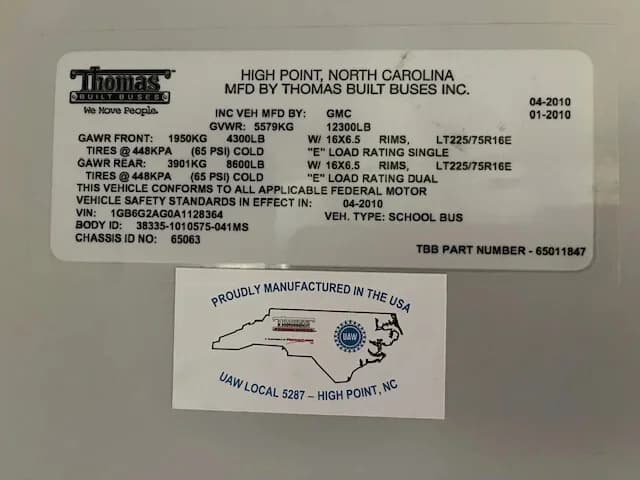 Thomas
BUILT BUSES
We Move People.
HIGH POINT, NORTH CAROLINA
MFD BY THOMAS BUILT BUSES INC.
04-2010
INC VEH MFD BY: GMC 01-2010
GVWR: 5579KG 12300LB
GAWR FRONT: 1950KG 4300LB W/ 16X6.5 RIMS, LT225/75R16E
TIRES @ 448KPA (65 PSI) COLD "E" LOAD RATING SINGLE
GAWR REAR: 3901KG 8600LB W/ 16X6.5 RIMS, LT225/75R16E
TIRES @ 448KPA (65 PSI) COLD "E" LOAD RATING DUAL
THIS VEHICLE CONFORMS TO ALL APPLICABLE FEDERAL MOTOR
VEHICLE SAFETY STANDARDS IN EFFECT IN: 04-2010
VIN: 1GB6G2AG0A1128364 VEH. TYPE: SCHOOL BUS
BODY ID: 38335-1010575-041MS
CHASSIS ID NO: 65063
TBB PART NUMBER - 65011847
PROUDLY MANUFACTURED IN THE USA
UAW
UAW LOCAL 5287 – HIGH POINT, NC